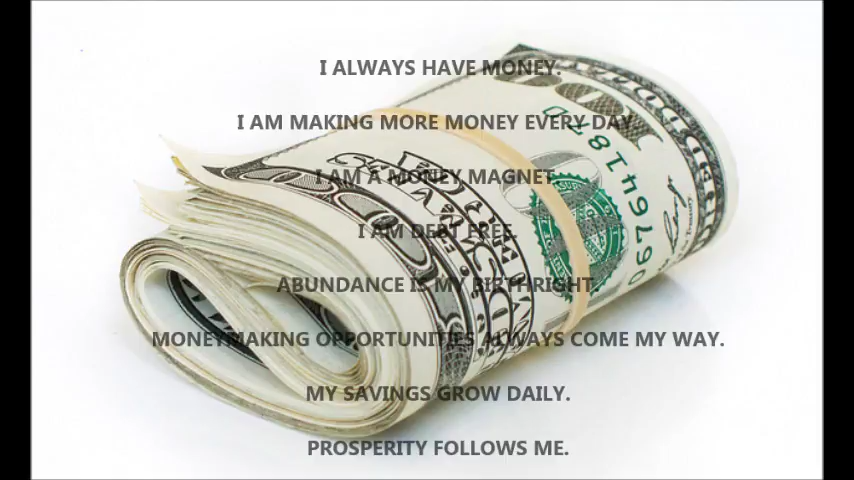 I ALWAYS HAVE MONEY.
I AM MAKING MORE MONEY EVERY DAY
I AM A MONEY MAGNET.
I AM DEBT FREE.
ABUNDANCE IS MY BIRTHRIGHT.
MONEYMAKING OPPORTUNITIES ALWAYS COME MY WAY.
MY SAVINGS GROW DAILY.
PROSPERITY FOLLOWS ME.